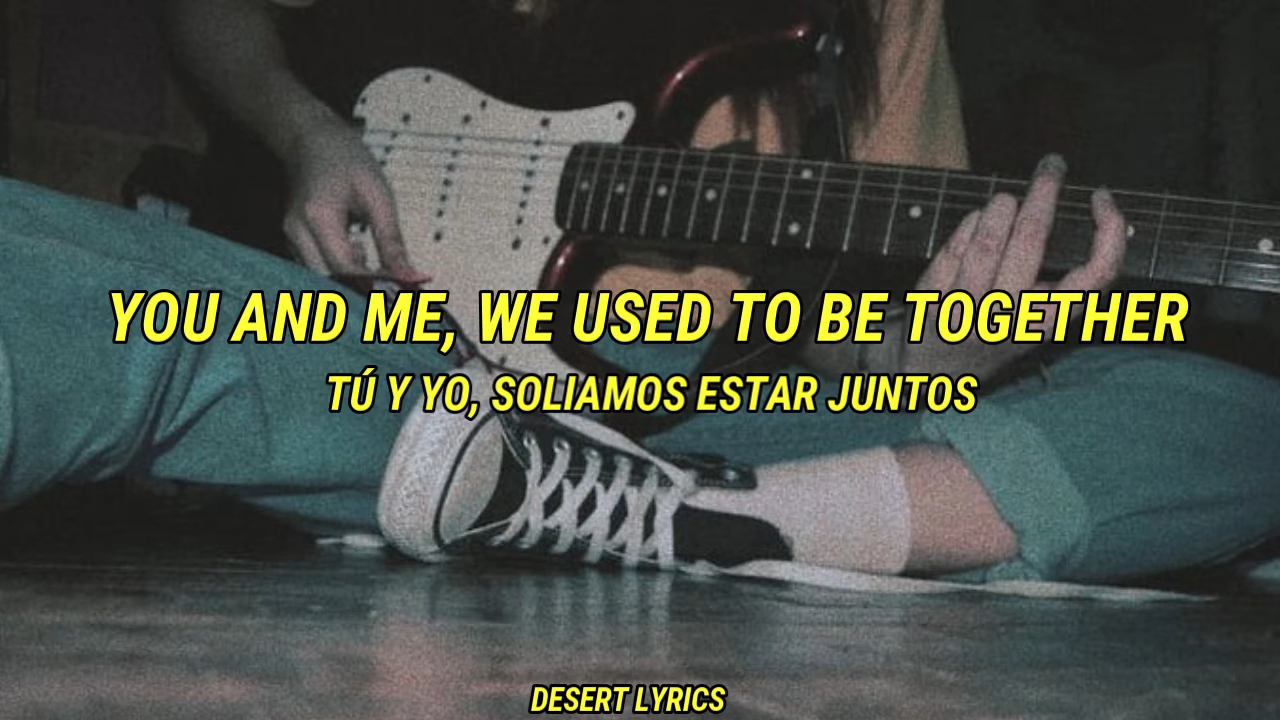 YOU AND ME, WE USED TO BE TOGETHER
TÚ Y YO, SOLIAMOS ESTAR JUNTOS
DESERT LYRICS